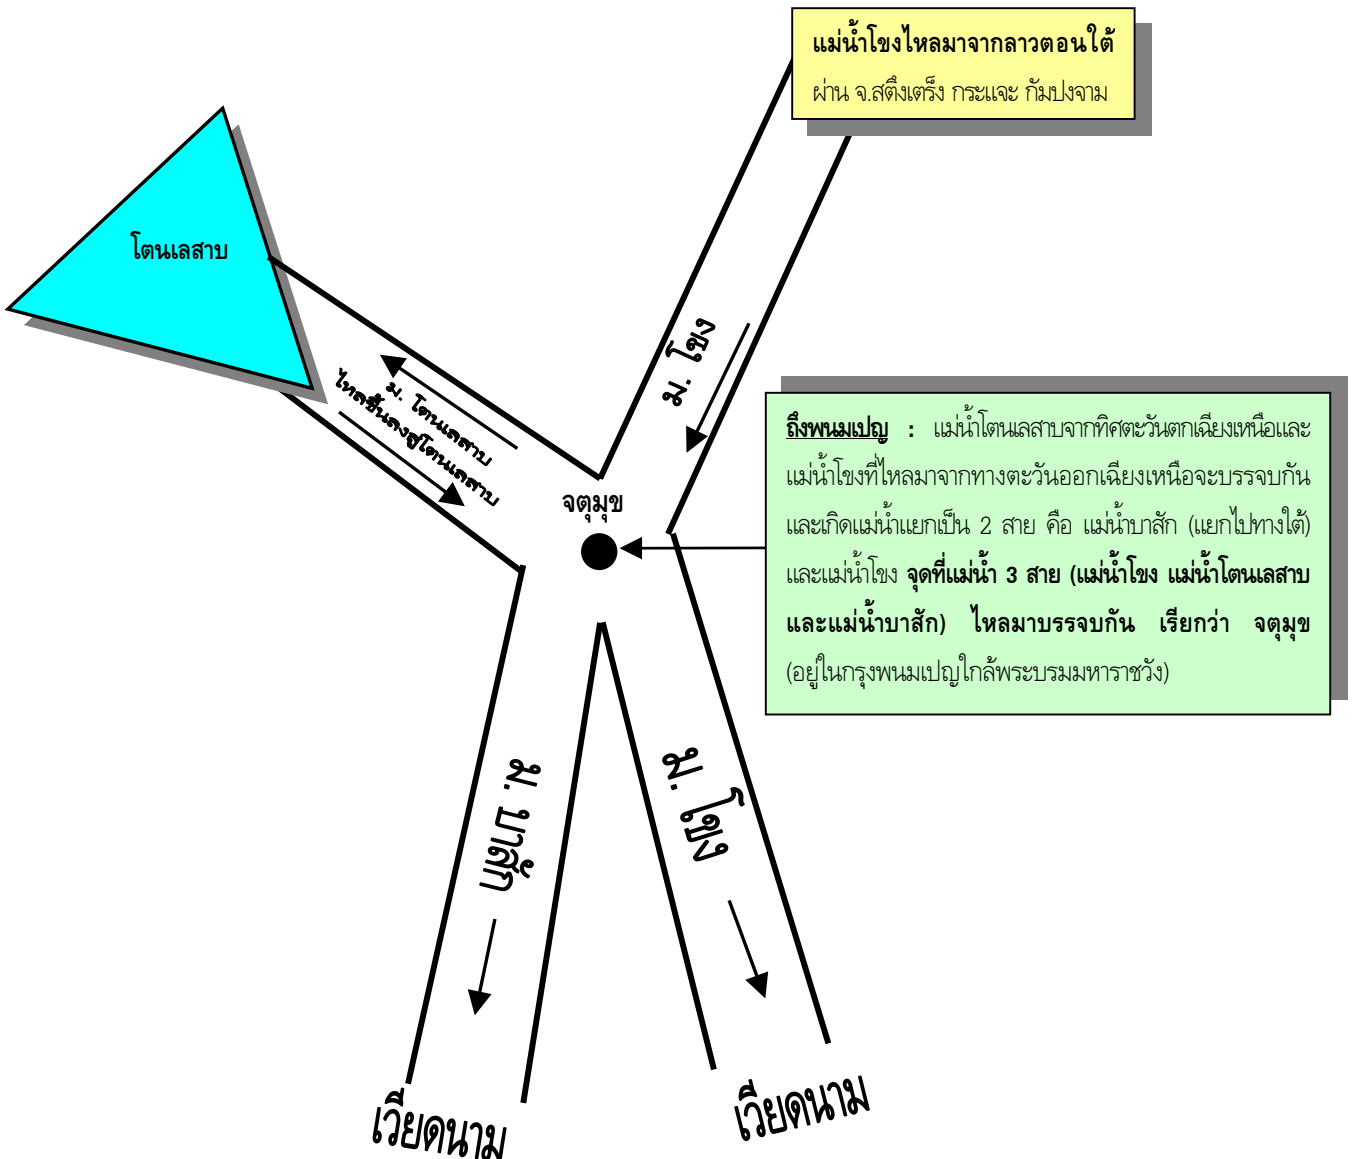 แม่น้ำโขงไหลมาจากลาวตอนใต้
ผ่าน จ.สตึงเตร็ง กระแจะ กัมปงจาม
โตนเลสาบ
ม. โขง
ม. โตนเลสาบ
ไหลขึ้นลงสู่โตนเลสาบ
จตุมุข
ถึงพนมเปญ : แม่น้ำโตนเลสาบจากทิศตะวันตกเฉียงเหนือและ
แม่น้ำโขงที่ไหลมาจากทางตะวันออกเฉียงเหนือจะบรรจบกัน
และเกิดแม่น้ำแยกเป็น 2 สาย คือ แม่น้ำบาสัก (แยกไปทางใต้)
และแม่น้ำโขง จุดที่แม่น้ำ 3 สาย (แม่น้ำโขง แม่น้ำโตนเลสาบ
และแม่น้ำบาสัก) ไหลมาบรรจบกัน เรียกว่า จตุมุข
(อยู่ในกรุงพนมเปญใกล้พระบรมมหาราชวัง)
ม. บาสัก
ม. โขง
เวียดนาม
เวียดนาม